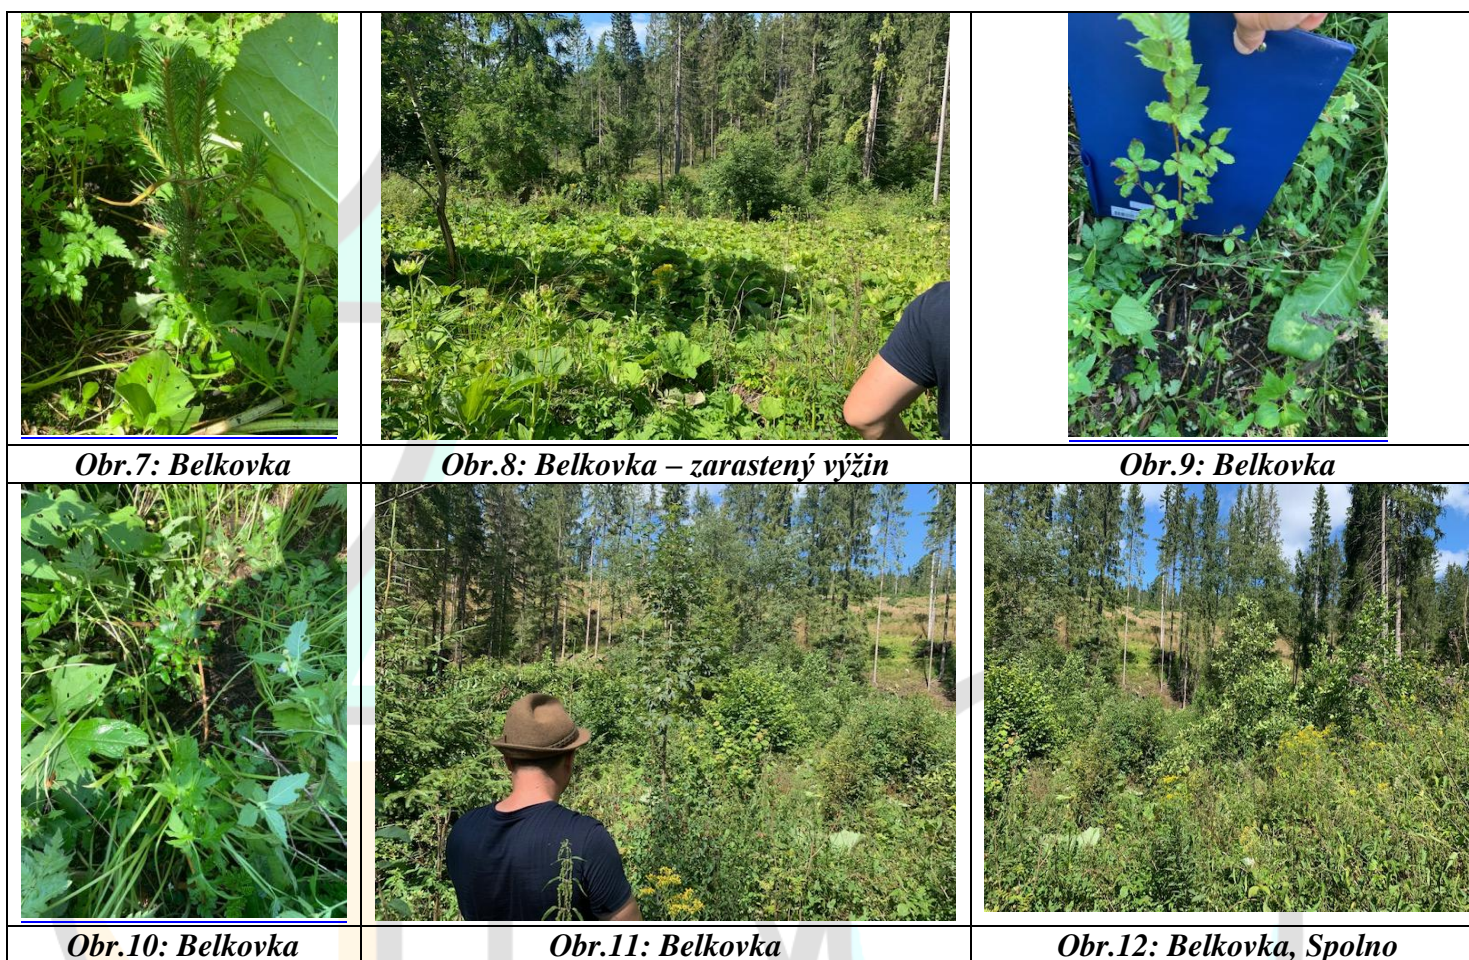 Obr.7: Belkovka
Obr.8: Belkovka – zarastený výžin
Obr.9: Belkovka
Obr.10: Belkovka
Obr.11: Belkovka
Obr.12: Belkovka, Spolno